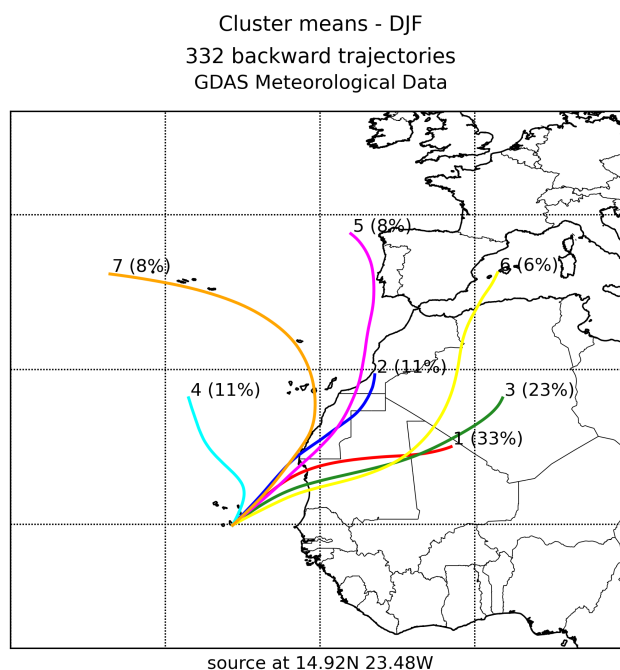 Cluster means - DJF
332 backward trajectories
GDAS Meteorological Data
5 (8%)
7 (8%)
6 (6%)
2 (11%)
4 (11%)
3 (23%)
1 (33%)
source at 14.92N 23.48W